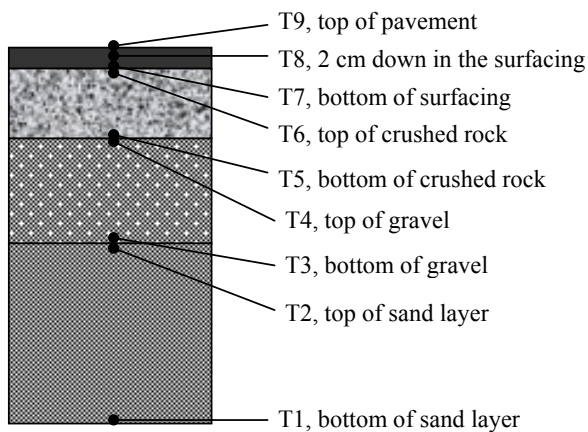 T9, top of pavement
T8, 2 cm down in the surfacing
T7, bottom of surfacing
T6, top of crushed rock
T5, bottom of crushed rock
T4, top of gravel
T3, bottom of gravel
T2, top of sand layer
T1, bottom of sand layer